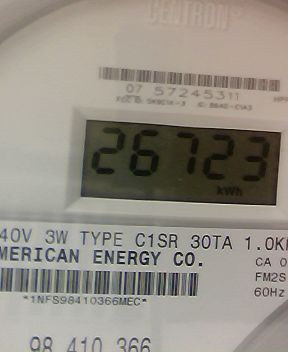 CENTRON®
07 57245311
26723
kWh
40V 3W TYPE C1SR 30TA 1.0K
MERICAN ENERGY CO.
CA 0
FM2S
*1NFS98410366MEC*
60Hz
98 410 366